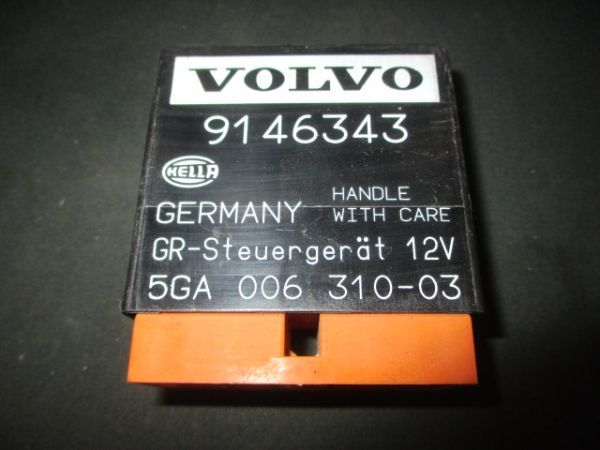 VOLVO
9146343
HELLA
GERMANY HANDLE WITH CARE
GR-Steuergerät 12V
5GA 006 310-03